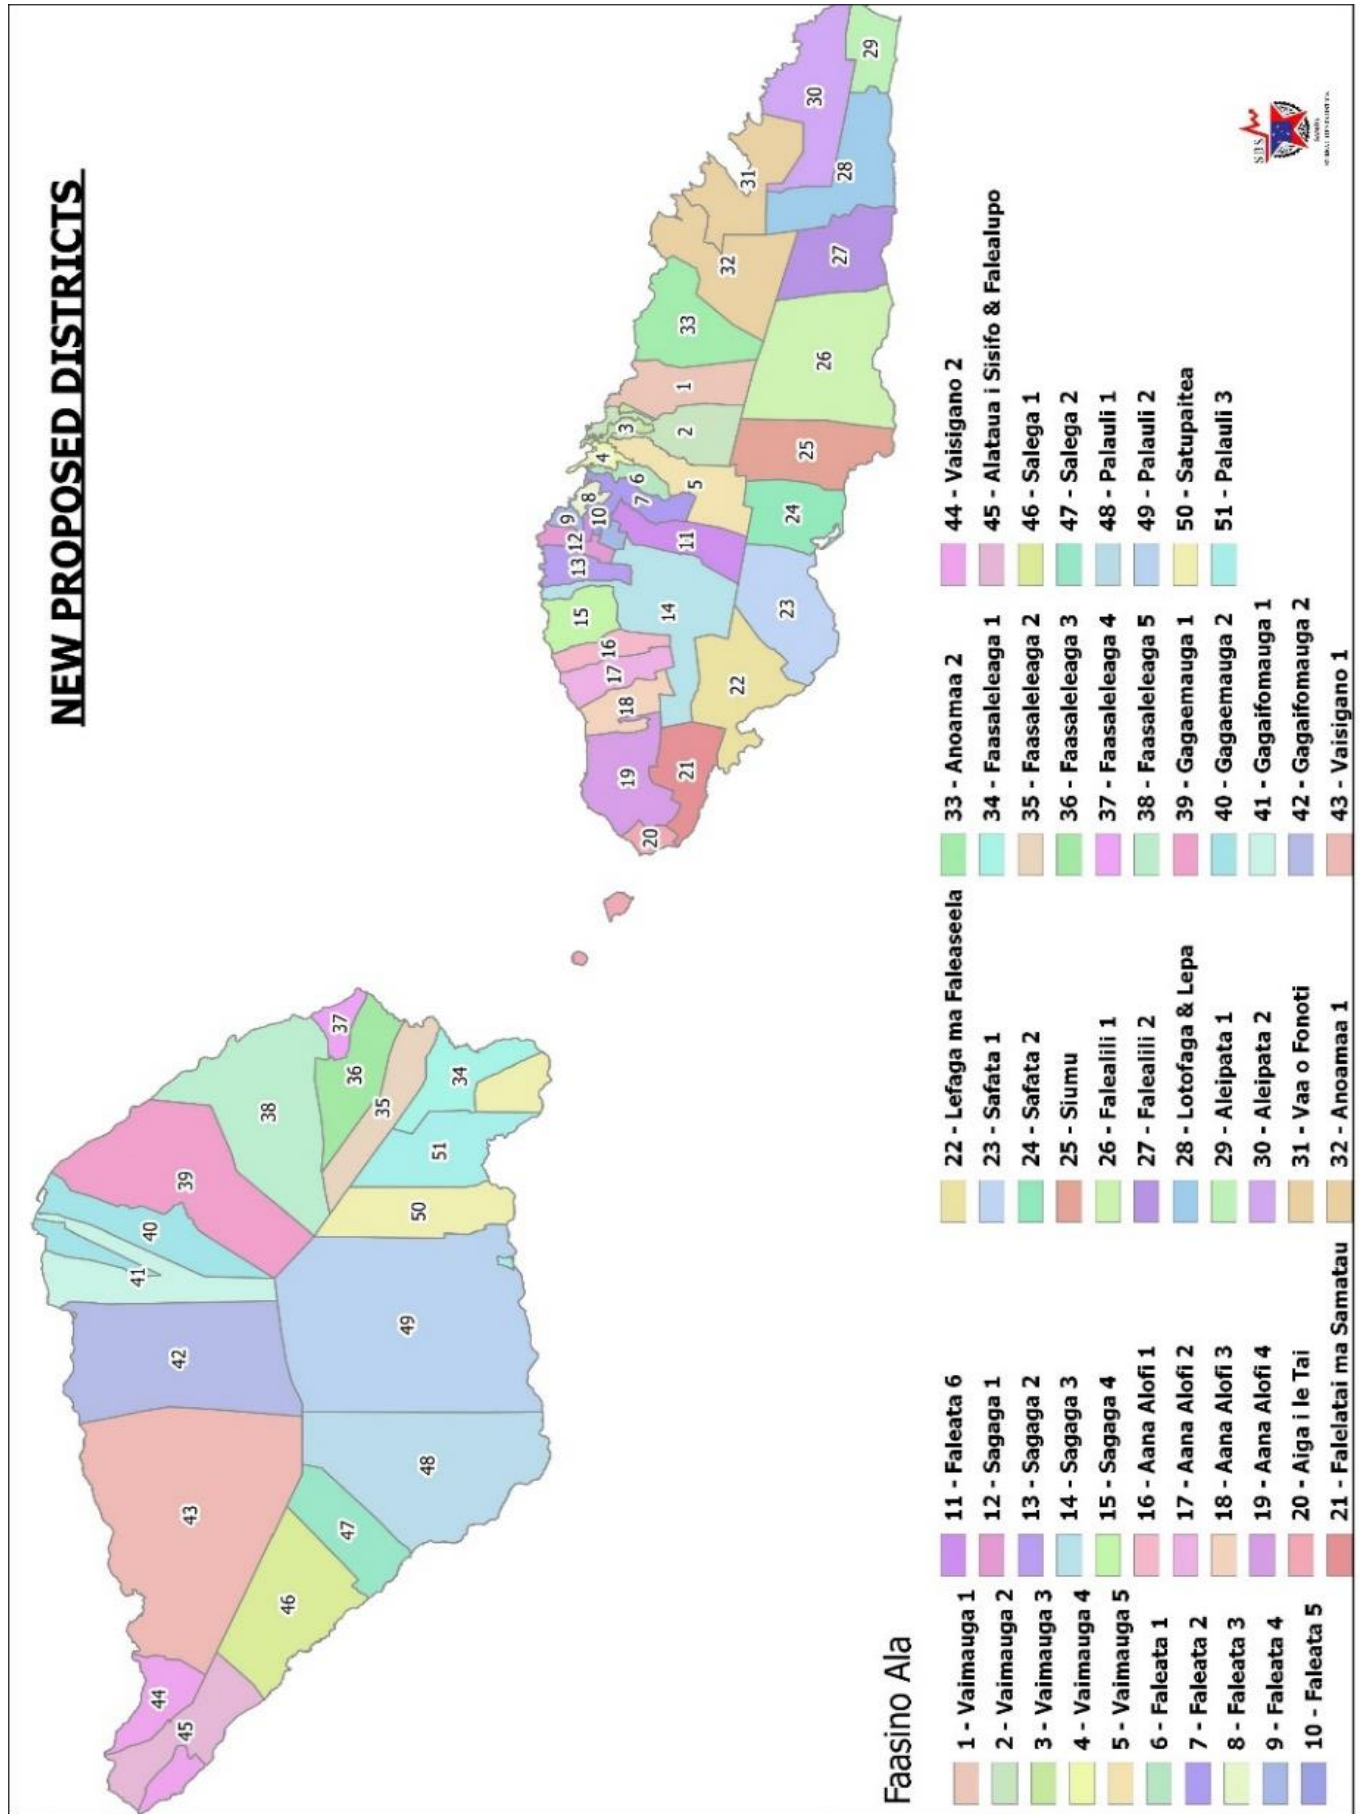 NEW PROPOSED DISTRICTS
44
45
43
46
47
42
48
41
40
39
49
38
50
51
36
35
37
34
20
19
21
18
17
16
15
22
14
13
12
9
10
8
11
23
7
6
5
4
24
3
2
25
1
33
26
32
31
27
30
28
29
Faasino Ala
1 - Vaimauga 1
2 - Vaimauga 2
3 - Vaimauga 3
4 - Vaimauga 4
5 - Vaimauga 5
6 - Faleata 1
7 - Faleata 2
8 - Faleata 3
9 - Faleata 4
10 - Faleata 5
11 - Faleata 6
12 - Sagaga 1
13 - Sagaga 2
14 - Sagaga 3
15 - Sagaga 4
16 - Aana Alofi 1
17 - Aana Alofi 2
18 - Aana Alofi 3
19 - Aana Alofi 4
20 - Aiga i le Tai
21 - Falelatai ma Samatau
22 - Lefaga ma Faleaseela
23 - Safata 1
24 - Safata 2
25 - Siumu
26 - Falealili 1
27 - Falealili 2
28 - Lotofaga & Lepa
29 - Aleipata 1
30 - Aleipata 2
31 - Vaa o Fonoti
32 - Anoamaa 1
33 - Anoamaa 2
34 - Faasaleleaga 1
35 - Faasaleleaga 2
36 - Faasaleleaga 3
37 - Faasaleleaga 4
38 - Faasaleleaga 5
39 - Gagaemauga 1
40 - Gagaemauga 2
41 - Gagaifomauga 1
42 - Gagaifomauga 2
43 - Vaisigano 1
44 - Vaisigano 2
45 - Alataua i Sisifo & Falealupo
46 - Salega 1
47 - Salega 2
48 - Palauli 1
49 - Palauli 2
50 - Satupaitea
51 - Palauli 3
SBS